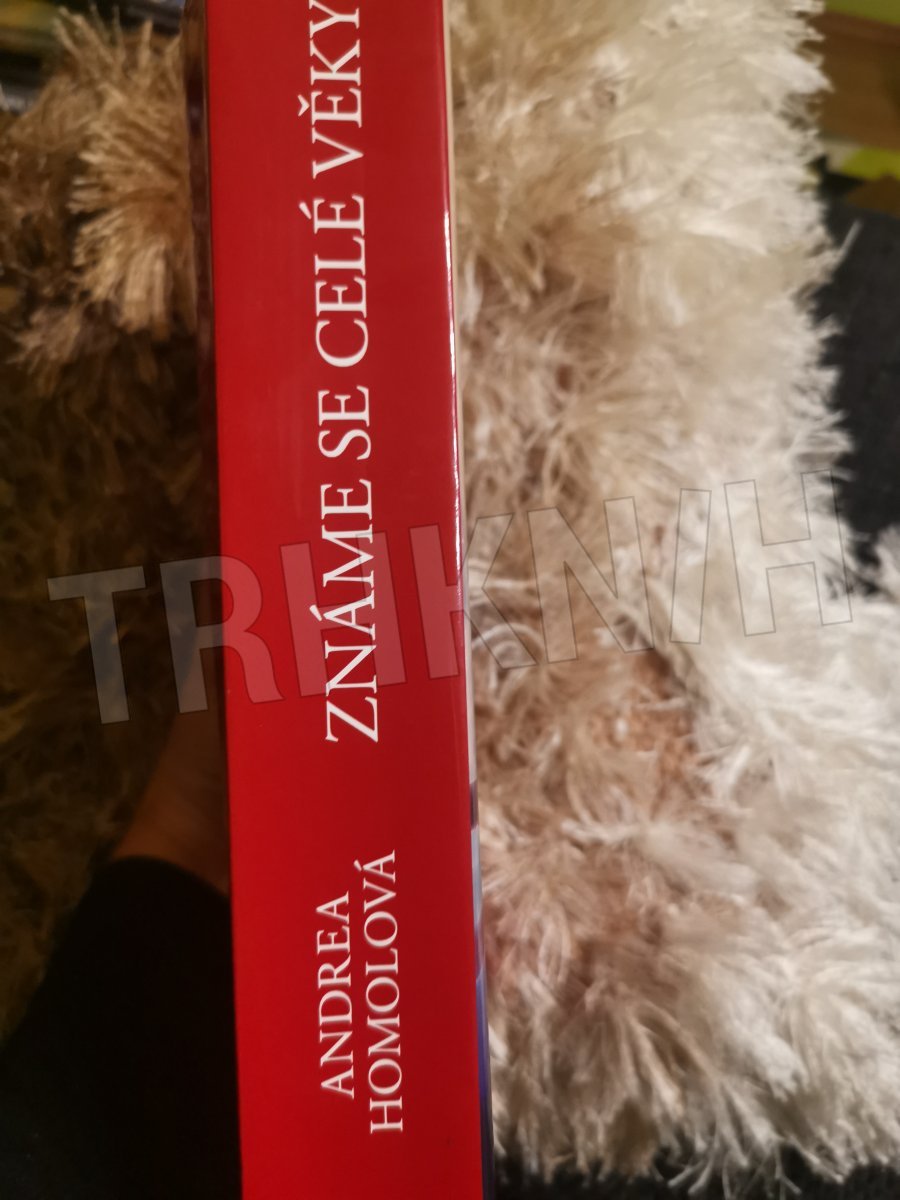 ANDREA
HOMOLOVÁ
ZNÁME SE CELÉ VĚKY
TRHKNIH